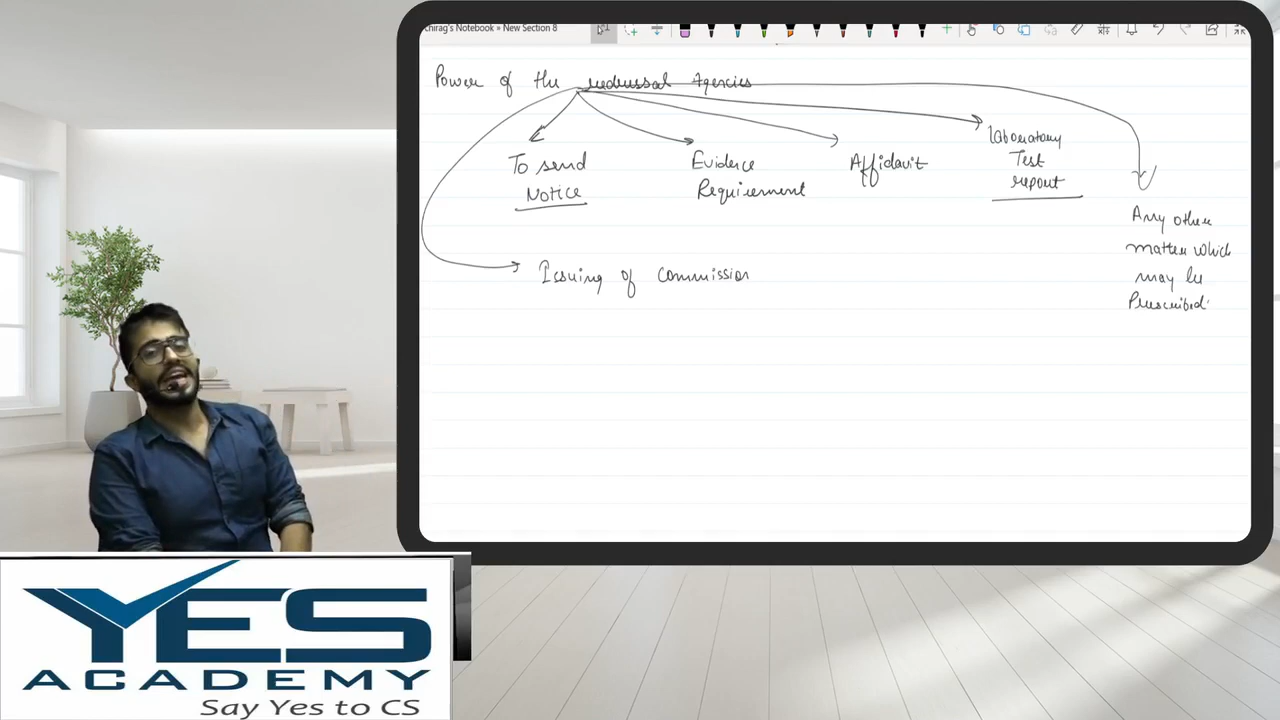 chirag's Notebook » New Section 8
Power of the redressal Agencies
To send
NOTICE
Evidence
Requirement
Affidavit
laboratory
Test
report
Any other
matter which
may be
Prescribed
Issuing of commission
YES
ACADEMY
Say Yes to CS